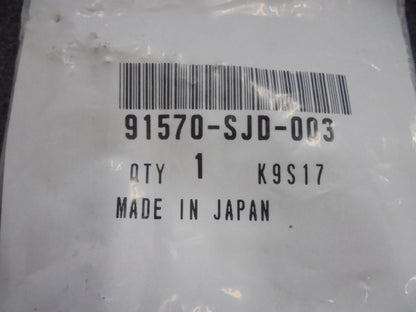 91570-SJD-003
QTY 1 K9S17
MADE IN JAPAN